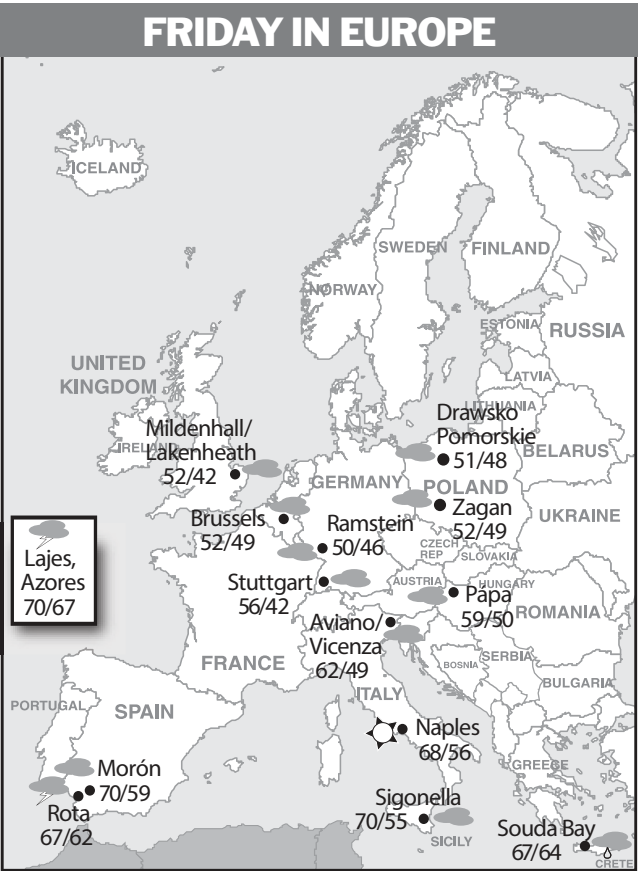 FRIDAY IN EUROPE
ICELAND
SWEDEN
FINLAND
NORWAY
ESTONIA
RUSSIA
LATVIA
LITHUANIA
UNITED
KINGDOM
IRELAND
Mildenhall/
Lakenheath
52/42
Drawsko
Pomorskie
51/48
BELARUS
GERMANY
POLAND
Zagan
52/49
UKRAINE
Brussels
52/49
Ramstein
50/46
CZECH
REP
SLOVAKIA
Lajes,
Azores
70/67
Stuttgart
56/42
AUSTRIA
HUNGARY
Pápa
59/50
ROMANIA
Aviano/
Vicenza
62/49
FRANCE
BOSNIA
SERBIA
BULGARIA
ITALY
PORTUGAL
SPAIN
Naples
68/56
GREECE
Morón
70/59
Rota
67/62
Sigonella
70/55
SICILY
Souda Bay
67/64
CRETE